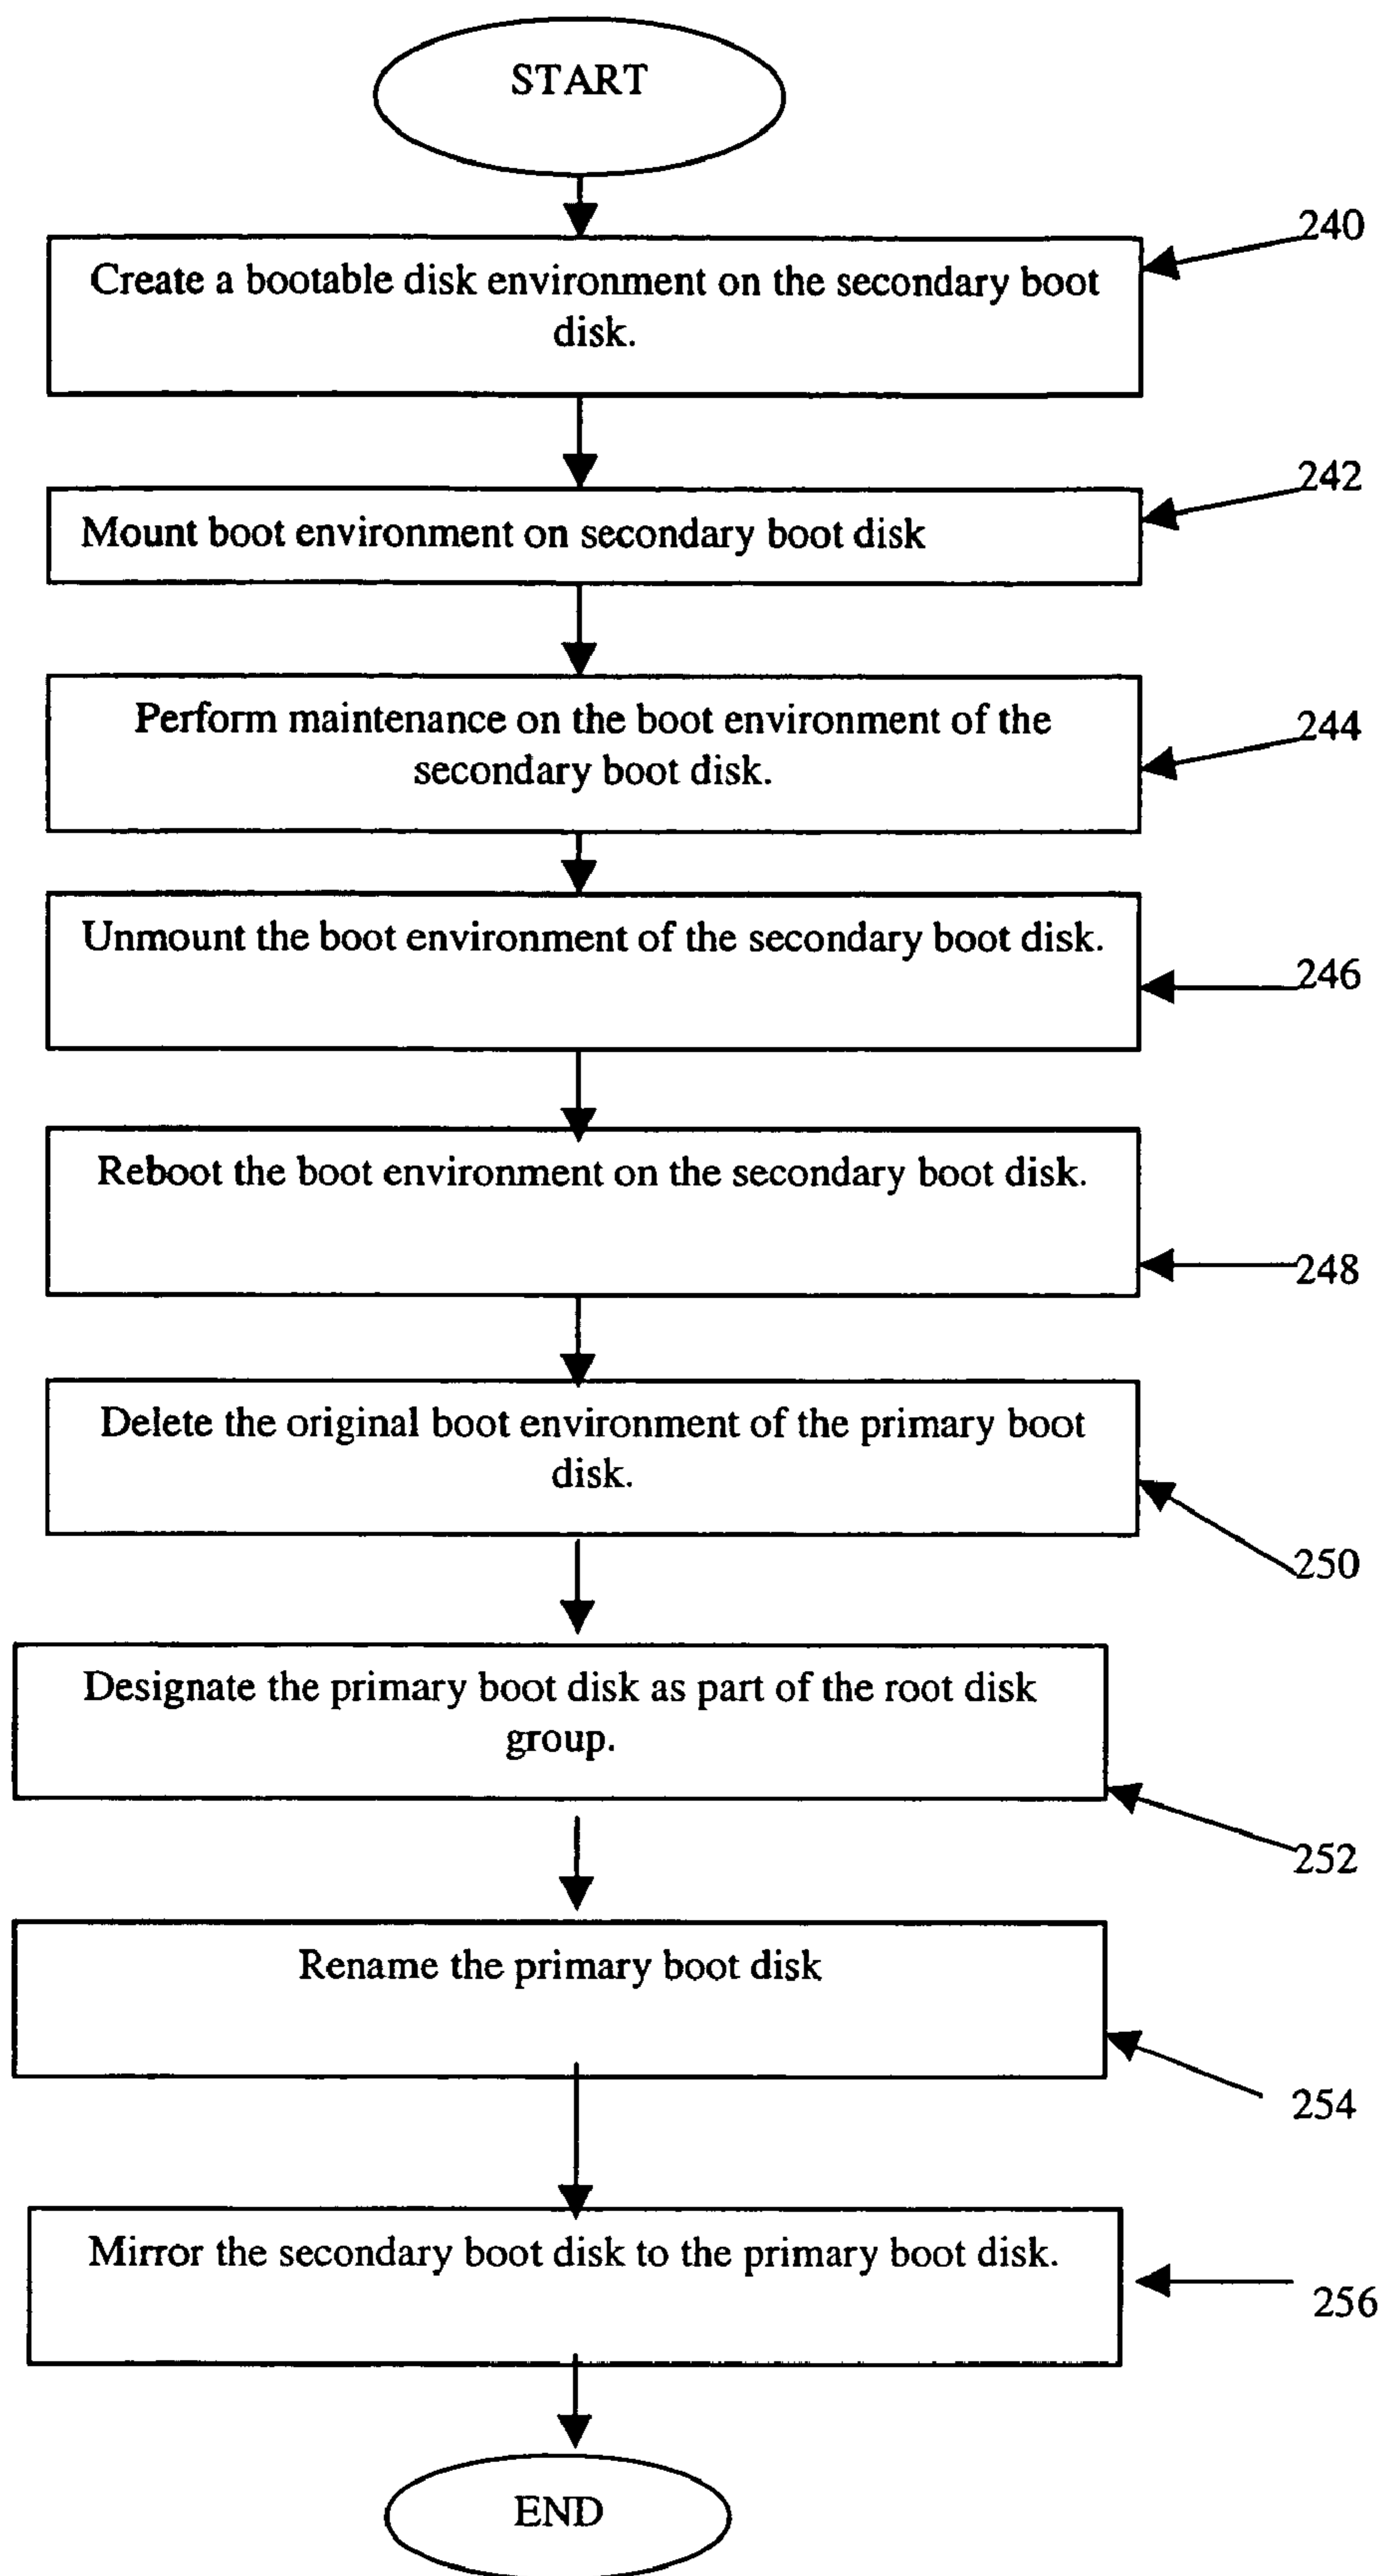 START
240
Create a bootable disk environment on the secondary boot
disk.
242
Mount boot environment on secondary boot disk
Perform maintenance on the boot environment of the
244
secondary boot disk.
Unmount the boot environment of the secondary boot disk.
246
Reboot the boot environment on the secondary boot disk.
248
Delete the original boot environment of the primary boot
disk.
250
Designate the primary boot disk as part of the root disk
group.
252
Rename the primary boot disk
254
Mirror the secondary boot disk to the primary boot disk.
256
END